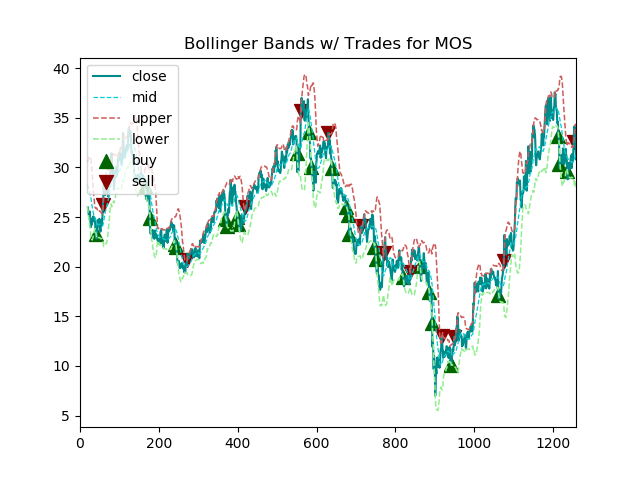 Bollinger Bands w/ Trades for MOS
close
mid
upper
lower
buy
sell
40
35
30
25
20
15
10
5
0 200 400 600 800 1000 1200